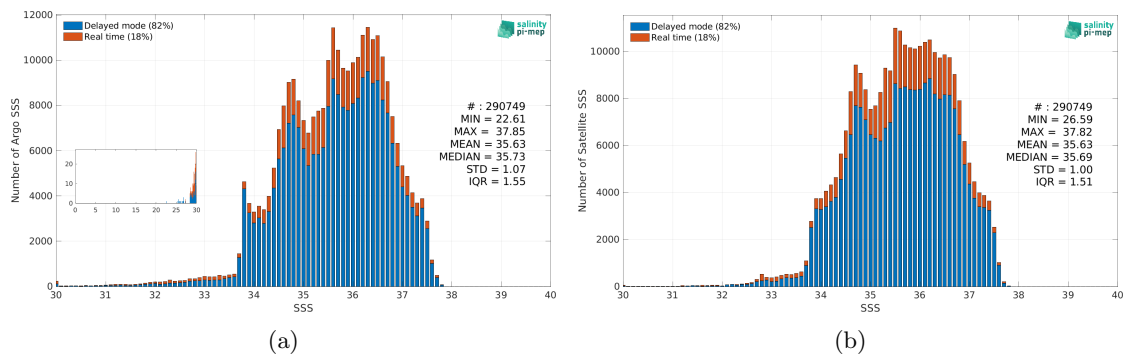 Delayed mode (82%)
Real time (18%)
salinity
pi-mep
Number of Argo SSS
12000
10000
8000
6000
4000
2000
0
# : 290749
MIN = 22.61
MAX = 37.85
MEAN = 35.63
MEDIAN = 35.73
STD = 1.07
IQR = 1.55
20
10
0
0 5 10 15 20 25 30
30 31 32 33 34 35 36 37 38 39 40
SSS
(a)
Delayed mode (82%)
Real time (18%)
salinity
pi-mep
Number of Satellite SSS
10000
8000
6000
4000
2000
0
# : 290749
MIN = 26.59
MAX = 37.82
MEAN = 35.63
MEDIAN = 35.69
STD = 1.00
IQR = 1.51
30 31 32 33 34 35 36 37 38 39 40
SSS
(b)